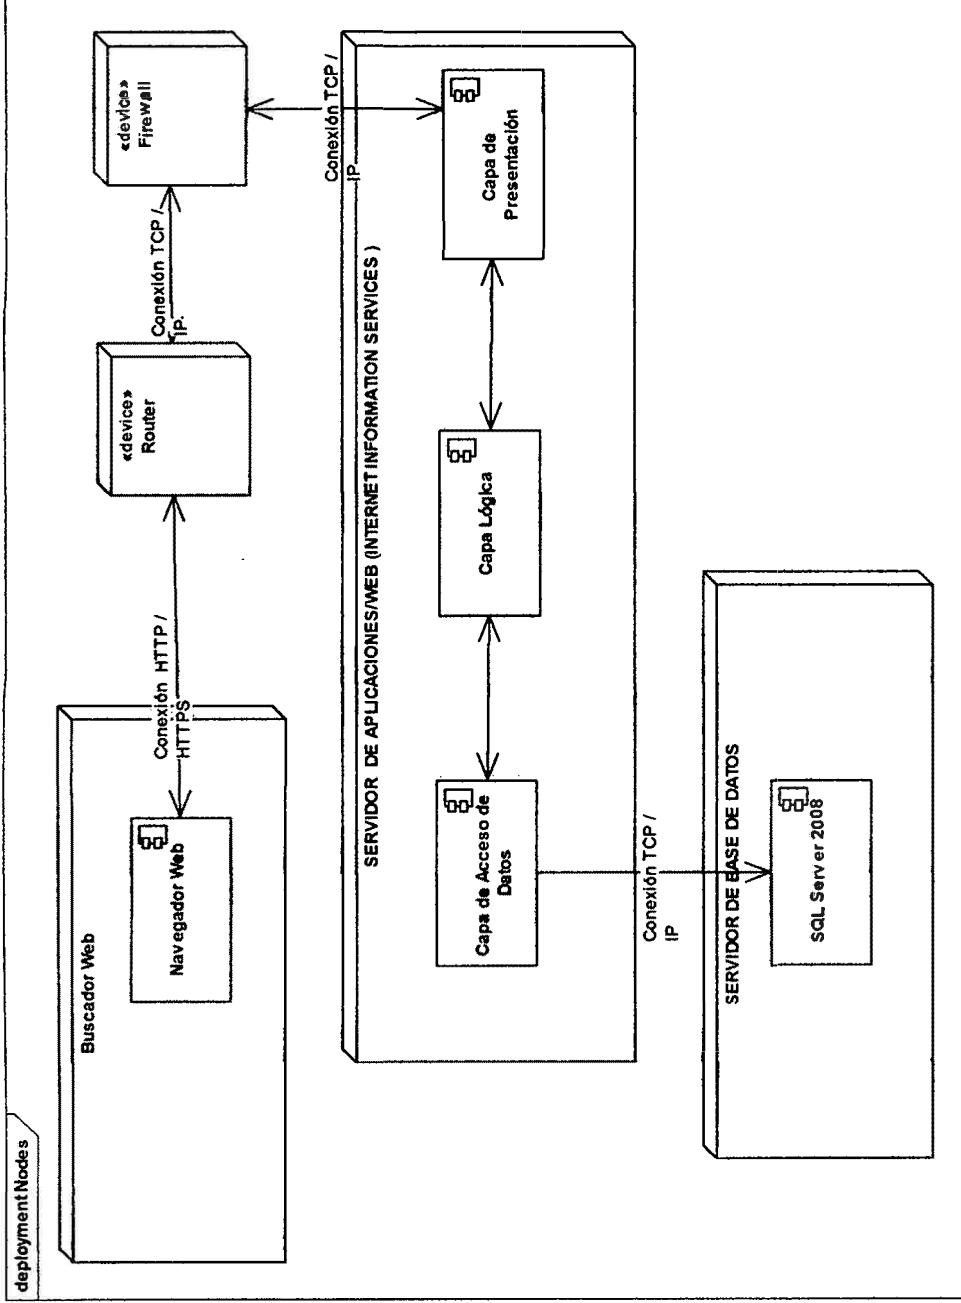 deployment Nodes
Buscador Web
Navegador Web
Conexión HTTP /
HTTPS
«device»
Router
Conexión TCP /
IP.
«device»
Firewall
Conexión TCP /
IP
SERVIDOR DE APLICACIONES/WEB (INTERNET INFORMATION SERVICES )
Capa de Acceso de
Datos
Capa Lógica
Capa de
Presentación
Conexión TCP /
IP
SERVIDOR DE BASE DE DATOS
SQL Server 2008